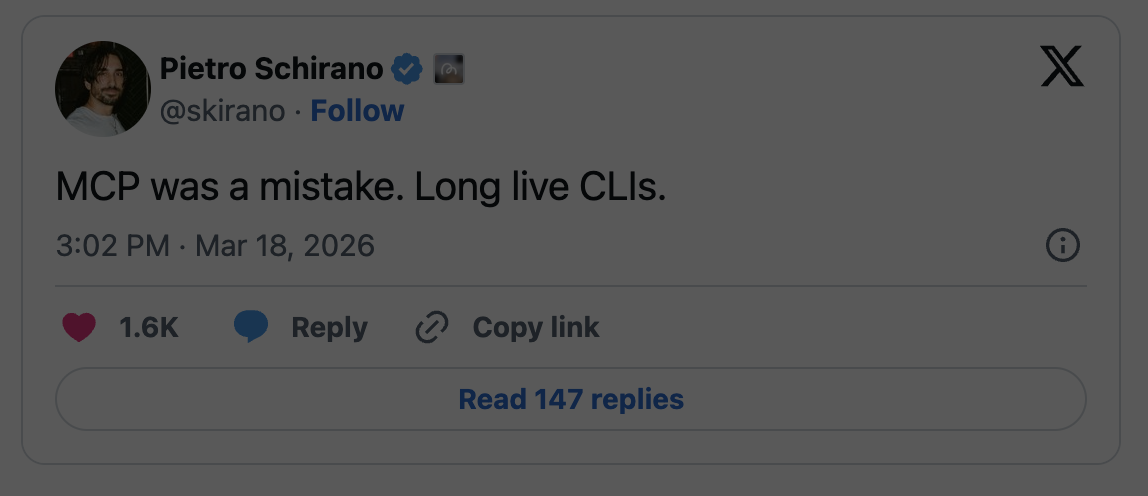 Pietro Schirano
@skirano · Follow
MCP was a mistake. Long live CLIs.
3:02 PM · Mar 18, 2026
1.6K Reply Copy link
Read 147 replies